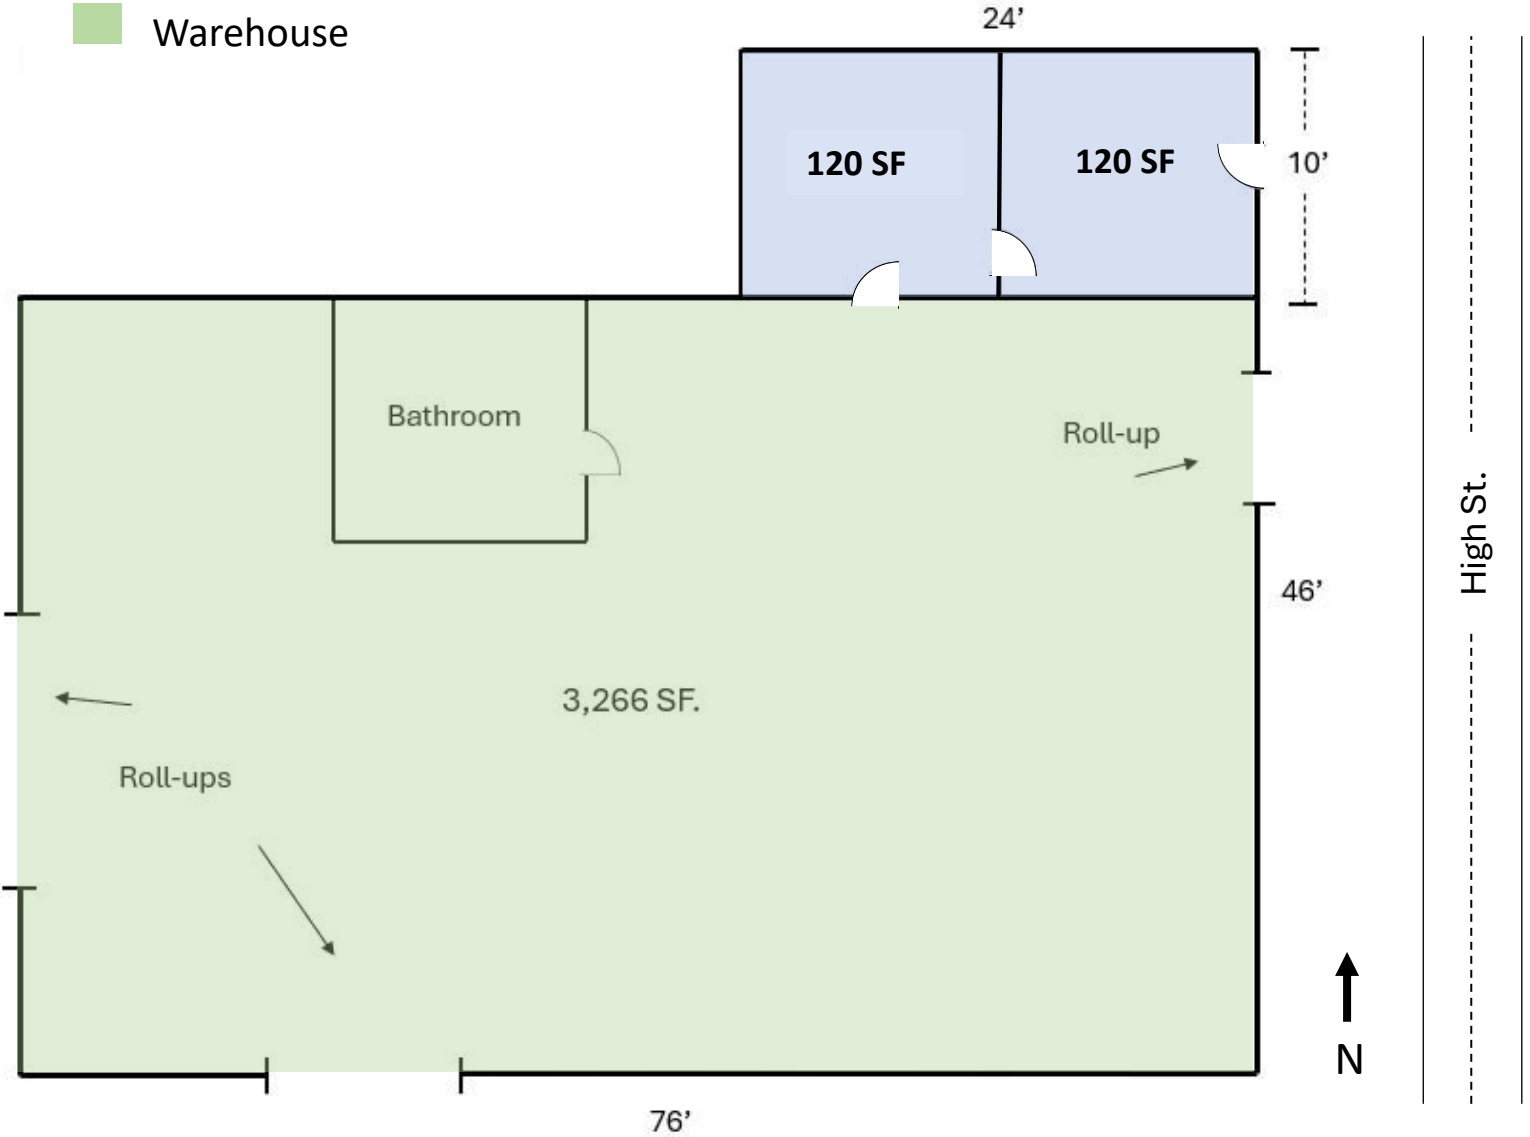 Warehouse
24’
120 SF
120 SF
10’
Bathroom
Roll-up
High St.
46’
3,266 SF.
Roll-ups
N
76’